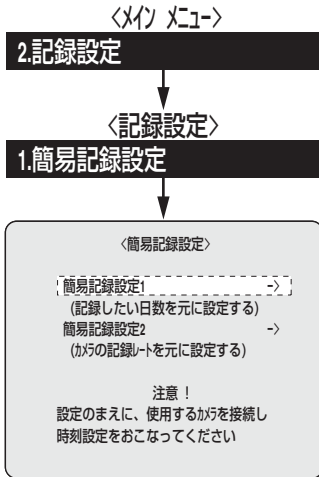 〈メイン メニュー〉
2.記録設定
〈記録設定〉
1.簡易記録設定
〈簡易記録設定〉
簡易記録設定1 -〉
(記録したい日数を元に設定する)
簡易記録設定2 -〉
(カメラの記録レートを元に設定する)
注意！
設定のまえに、使用するカメラを接続し
時刻設定をおこなってください